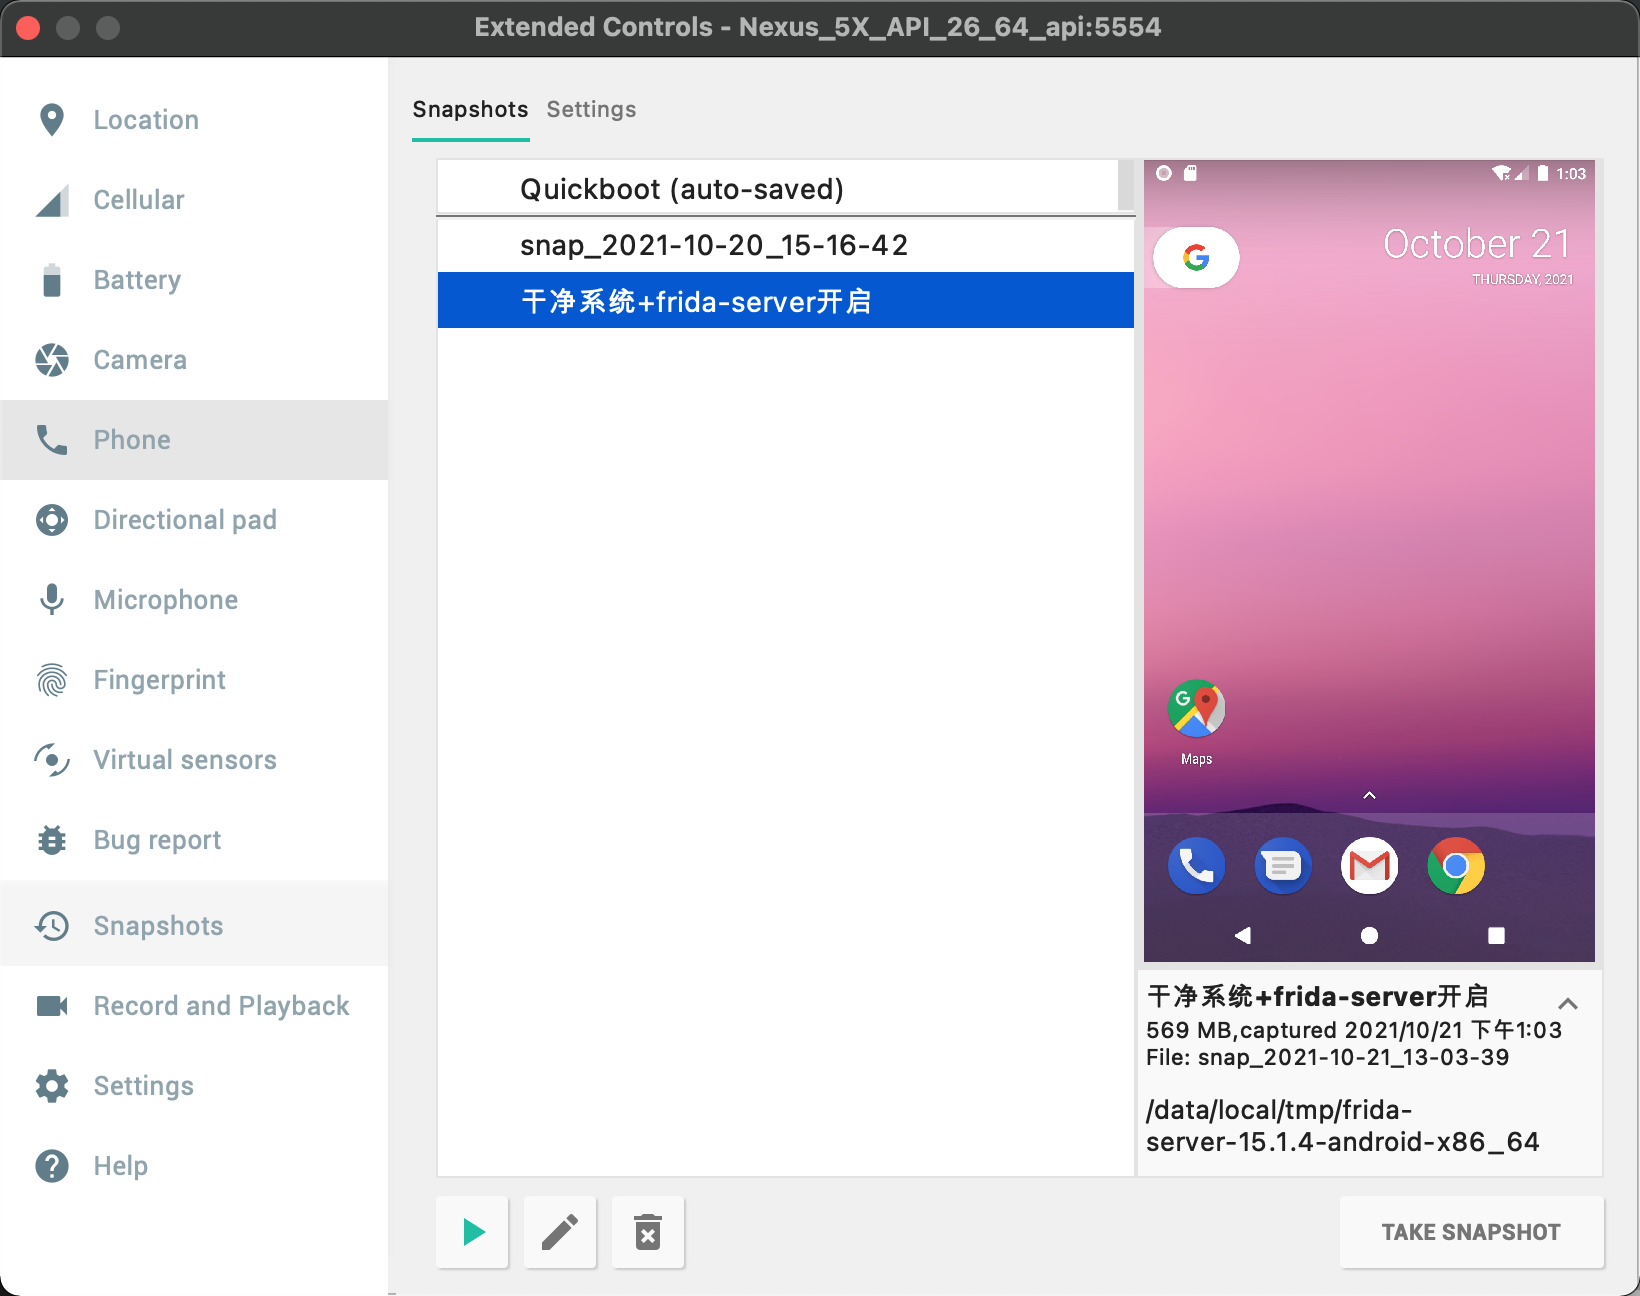 Extended Controls - Nexus_5X_API_26_64_api:5554
Location
Cellular
Battery
Camera
Phone
Directional pad
Microphone
Fingerprint
Virtual sensors
Bug report
Snapshots
Record and Playback
Settings
Help
Snapshots Settings
Quickboot (auto-saved)
snap_2021-10-20_15-16-42
干净系统+frida-server开启
1:03
October 21
THURSDAY, 2021
Maps
干净系统+frida-server开启
569 MB,captured 2021/10/21 下午1:03
File: snap_2021-10-21_13-03-39
/data/local/tmp/frida-
server-15.1.4-android-x86_64
TAKE SNAPSHOT